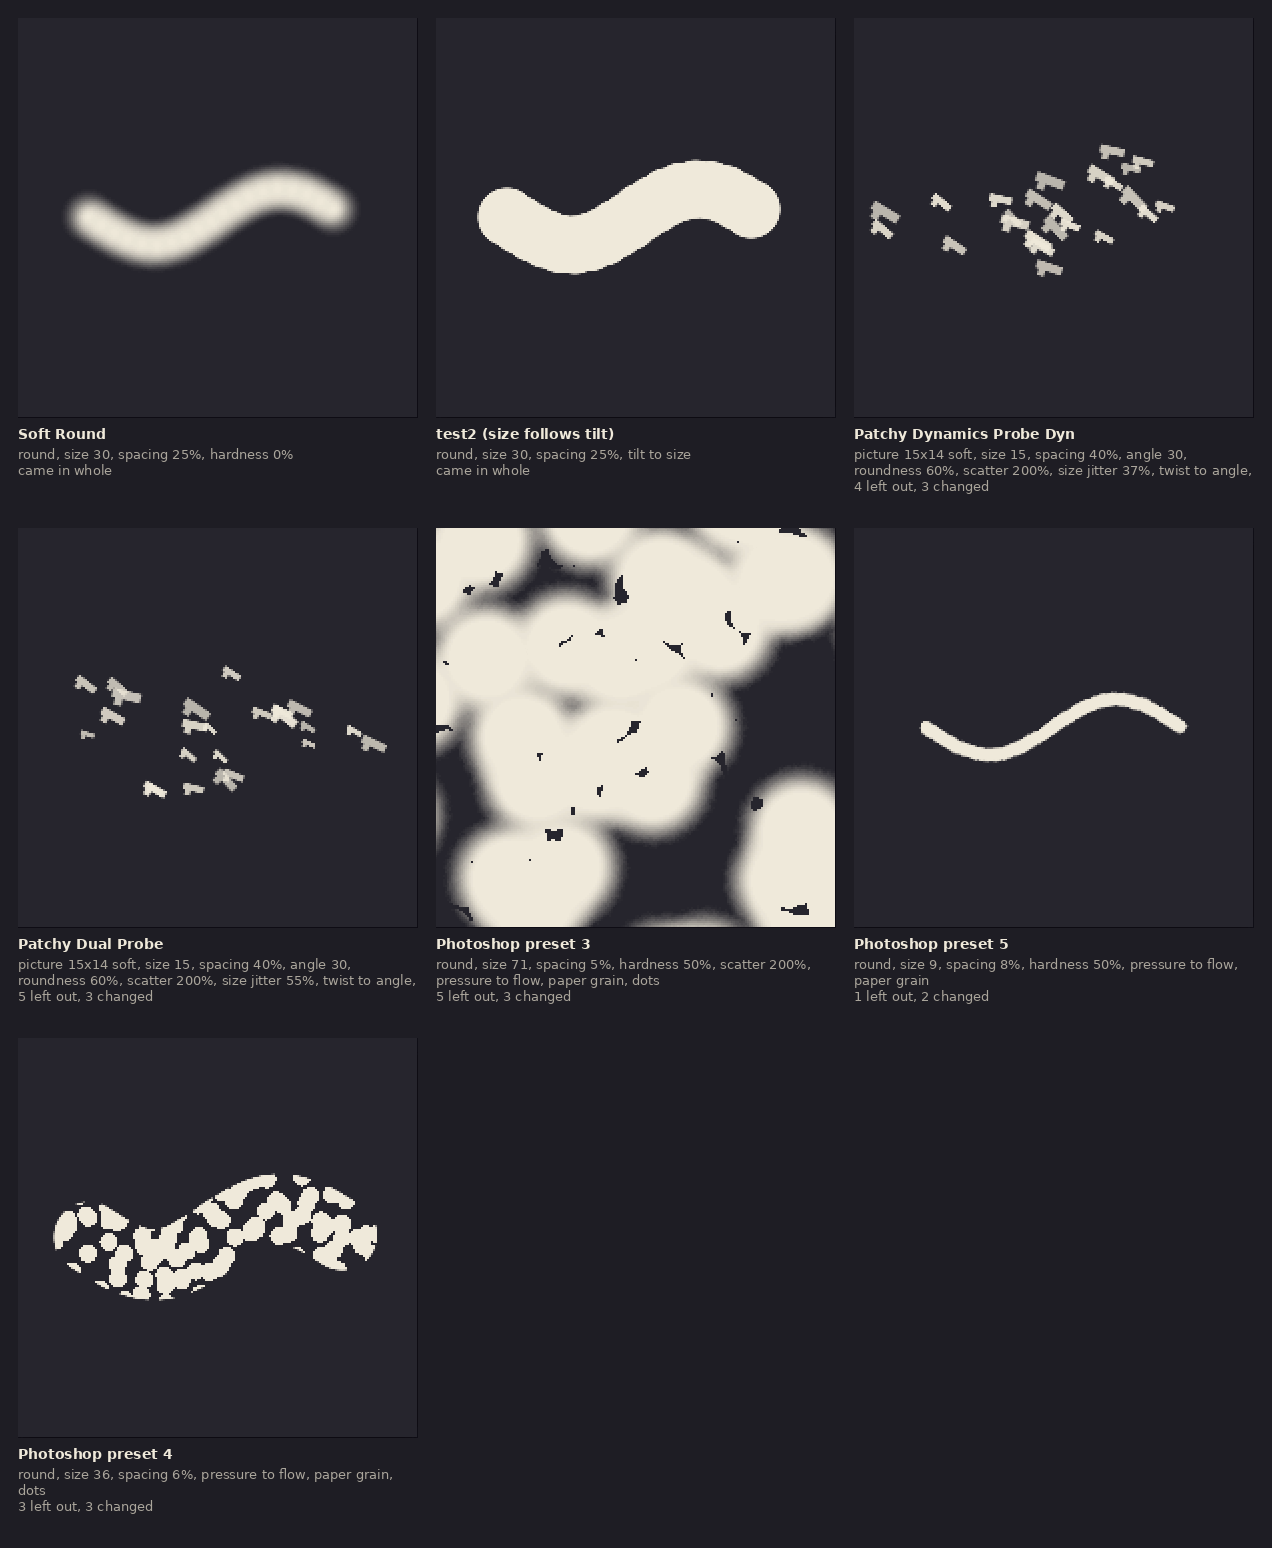 Soft Round
round, size 30, spacing 25%, hardness 0%
came in whole
test2 (size follows tilt)
round, size 30, spacing 25%, tilt to size
came in whole
Patchy Dynamics Probe Dyn
picture 15x14 soft, size 15, spacing 40%, angle 30,
roundness 60%, scatter 200%, size jitter 37%, twist to angle,
4 left out, 3 changed
Patchy Dual Probe
picture 15x14 soft, size 15, spacing 40%, angle 30,
roundness 60%, scatter 200%, size jitter 55%, twist to angle,
5 left out, 3 changed
Photoshop preset 3
round, size 71, spacing 5%, hardness 50%, scatter 200%,
pressure to flow, paper grain, dots
5 left out, 3 changed
Photoshop preset 5
round, size 9, spacing 8%, hardness 50%, pressure to flow,
paper grain
1 left out, 2 changed
Photoshop preset 4
round, size 36, spacing 6%, pressure to flow, paper grain,
dots
3 left out, 3 changed